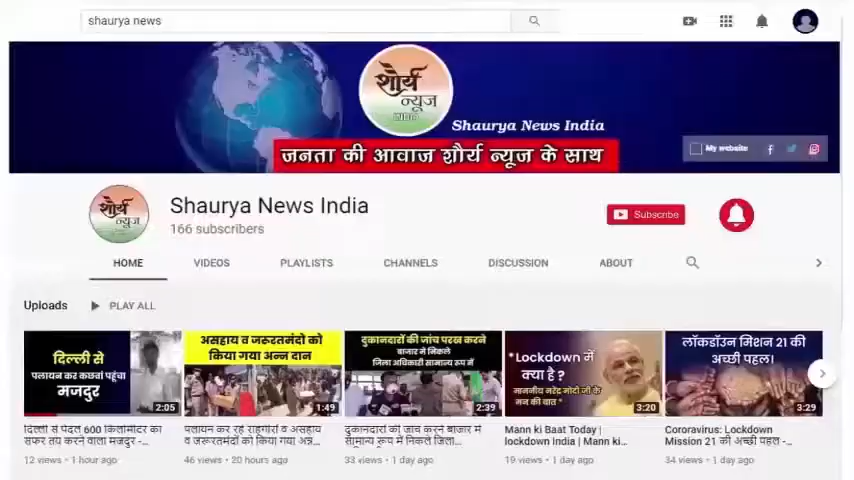 shaurya news
शौर्य
न्यूज
INDIA
Shaurya News India
जनता की आवाज शौर्य न्यूज के साथ
My website
शौर्य
न्यूज
Shaurya News India
166 subscribers
Subscribe
HOME
VIDEOS
PLAYLISTS
CHANNELS
DISCUSSION
ABOUT
Uploads
PLAY ALL
दिल्ली से
पलायन कर कछवां पहुंचा
मजदुर
2:05
दिल्ली से पैदल 600 किलोमीटर का
सफर तय करने वाला मजदुर -...
12 views • 1 hour ago
असहाय व जरूरतमंदो को
किया गया अन्न दान
1:49
पलायन कर रहे राहगीरों व असहाय
व जरूरतमंदों को किया गया अन्न...
46 views • 20 hours ago
दुकानदारों की जांच परख करने
बाजार में निकले
जिला अधिकारी सामान्य रूप में
2:39
दुकानदारों की जांच करने बाजार में
सामान्य रूप में निकले जिला...
33 views • 1 day ago
"Lockdown में
क्या है ?
माननीय नरेंद्र मोदी जी के
मन की बात "
3:20
Mann ki Baat Today |
lockdown India | Mann ki...
19 views • 1 day ago
लॉकडॉउन मिशन 21 की
अच्छी पहल।
3:29
Cororavirus: Lockdown
Mission 21 की अच्छी पहल -...
34 views • 1 day ago